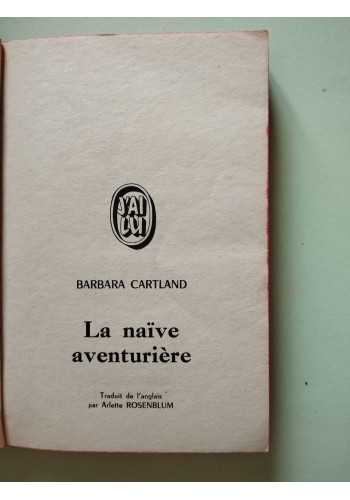 J'AI
LU
BARBARA CARTLAND
La naïve
aventurière
Traduit de l'anglais
par Arlette ROSENBLUM